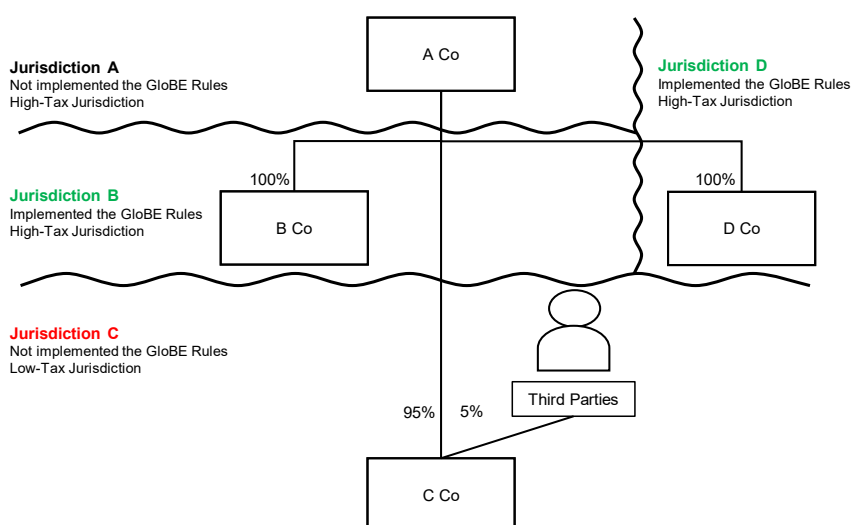 A Co
Jurisdiction A
Not implemented the GloBE Rules
High-Tax Jurisdiction
Jurisdiction D
Implemented the GloBE Rules
High-Tax Jurisdiction
100%
100%
Jurisdiction B
Implemented the GloBE Rules
High-Tax Jurisdiction
B Co
D Co
Jurisdiction C
Not implemented the GloBE Rules
Low-Tax Jurisdiction
Third Parties
95%
5%
C Co